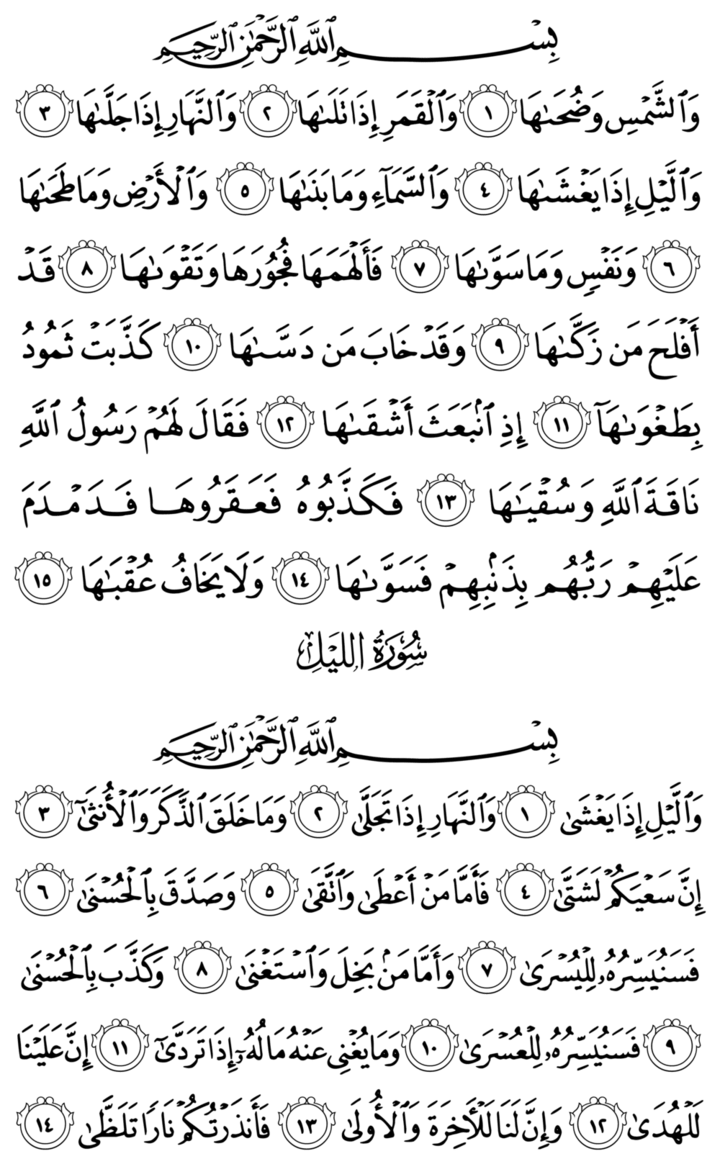 بِسْمِ ٱللَّهِ ٱلرَّحْمَٰنِ ٱلرَّحِيمِ
وَٱلشَّمْسِ وَضُحَىٰهَا ١ وَٱلْقَمَرِ إِذَا تَلَىٰهَا ٢ وَٱلنَّهَارِ إِذَا جَلَّىٰهَا ٣
وَٱلَّيْلِ إِذَا يَغْشَىٰهَا ٤ وَٱلسَّمَآءِ وَمَا بَنَىٰهَا ٥ وَٱلْأَرْضِ وَمَا طَحَىٰهَا
٦ وَنَفْسٍ وَمَا سَوَّىٰهَا ٧ فَأَلْهَمَهَا فُجُورَهَا وَتَقْوَىٰهَا ٨ قَدْ
أَفْلَحَ مَن زَكَّىٰهَا ٩ وَقَدْ خَابَ مَن دَسَّىٰهَا ١٠ كَذَّبَتْ ثَمُودُ
بِطَغْوَىٰهَآ ١١ إِذِ ٱنۢبَعَثَ أَشْقَىٰهَا ١٢ فَقَالَ لَهُمْ رَسُولُ ٱللَّهِ
نَاقَةَ ٱللَّهِ وَسُقْيَٰهَا ١٣ فَكَذَّبُوهُ فَعَقَرُوهَا فَدَمْدَمَ
عَلَيْهِمْ رَبُّهُم بِذَنۢبِهِمْ فَسَوَّىٰهَا ١٤ وَلَا يَخَافُ عُقْبَٰهَا ١٥
سُورَةُ اللَّيْلِ
بِسْمِ ٱللَّهِ ٱلرَّحْمَٰنِ ٱلرَّحِيمِ
وَٱلَّيْلِ إِذَا يَغْشَىٰ ١ وَٱلنَّهَارِ إِذَا تَجَلَّىٰ ٢ وَمَا خَلَقَ ٱلذَّكَرَ وَٱلْأُنثَىٰٓ ٣
إِنَّ سَعْيَكُمْ لَشَتَّىٰ ٤ فَأَمَّا مَنْ أَعْطَىٰ وَٱتَّقَىٰ ٥ وَصَدَّقَ بِٱلْحُسْنَىٰ ٦
فَسَنُيَسِّرُهُۥ لِلْيُسْرَىٰ ٧ وَأَمَّا مَنۢ بَخِلَ وَٱسْتَغْنَىٰ ٨ وَكَذَّبَ بِٱلْحُسْنَىٰ
٩ فَسَنُيَسِّرُهُۥ لِلْعُسْرَىٰ ١٠ وَمَا يُغْنِى عَنْهُ مَالُهُۥٓ إِذَا تَرَدَّىٰٓ ١١ إِنَّ عَلَيْنَا
لَلْهُدَىٰ ١٢ وَإِنَّ لَنَا لَلْـَٔاخِرَةَ وَٱلْأُولَىٰ ١٣ فَأَنذَرْتُكُمْ نَارًا تَلَظَّىٰ ١٤